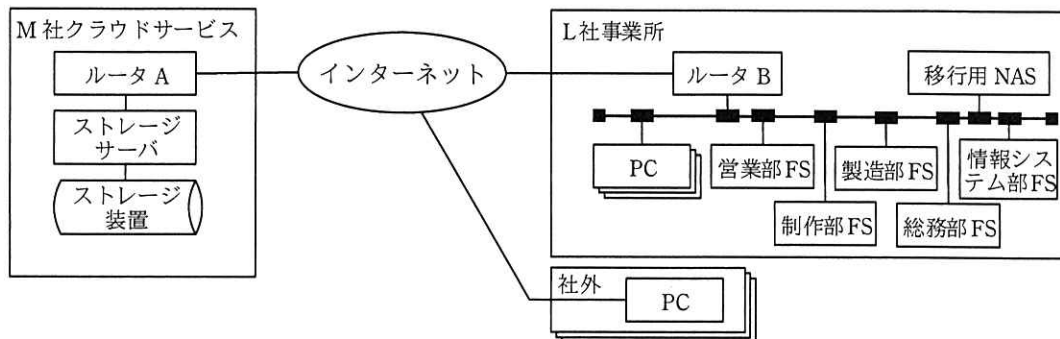 M社クラウドサービス
ルータA
ストレージ
サーバ
ストレージ
装置
インターネット
L社事業所
ルータB
移行用NAS
PC
営業部FS
制作部FS
製造部FS
総務部FS
情報シス
テム部FS
社外
PC